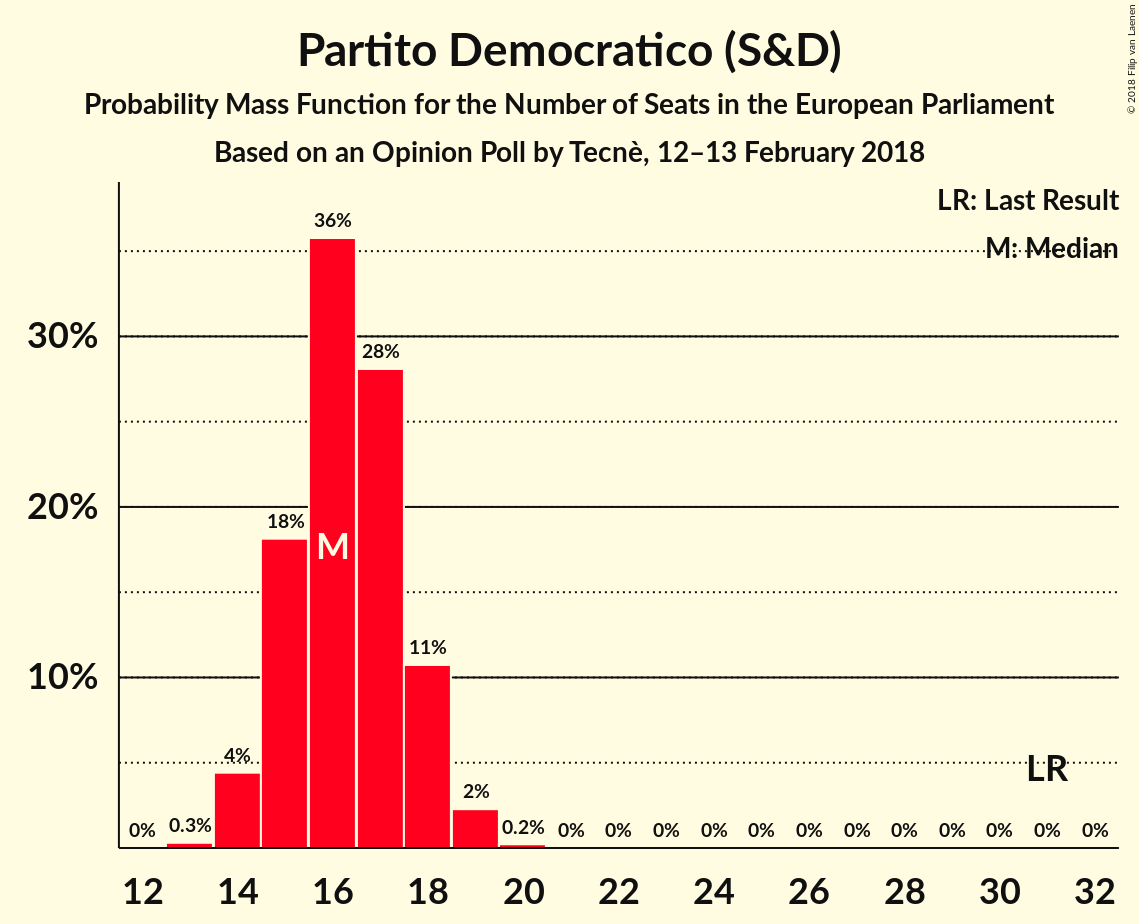 Partito Democratico (S&D)
Probability Mass Function for the Number of Seats in the European Parliament
Based on an Opinion Poll by Tecnè, 12–13 February 2018
© 2018 Filip van Laenen
LR: Last Result
M: Median
36%
30%
28%
20%
18%
M
11%
10%
4%
LR
2%
0% 0.3% 0.2% 0% 0% 0% 0% 0% 0% 0% 0% 0% 0% 0% 0%
12 14 16 18 20 22 24 26 28 30 32